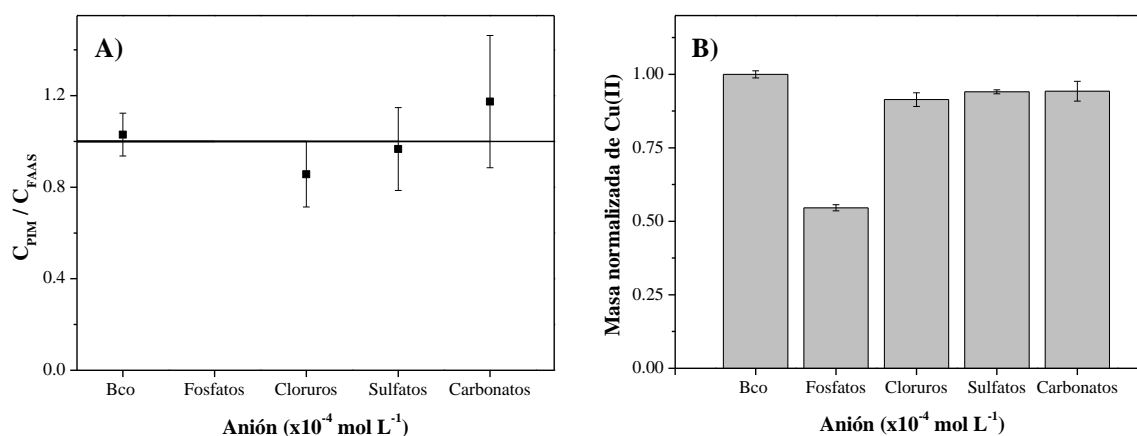 A)
C_PIM / C_FAAS
1.2
0.8
0.4
0.0
Bco Fosfatos Cloruros Sulfatos Carbonatos
Anión (x10⁻⁴ mol L⁻¹)
B)
Masa normalizada de Cu(II)
1.00
0.75
0.50
0.25
0.00
Bco Fosfatos Cloruros Sulfatos Carbonatos
Anión (x10⁻⁴ mol L⁻¹)